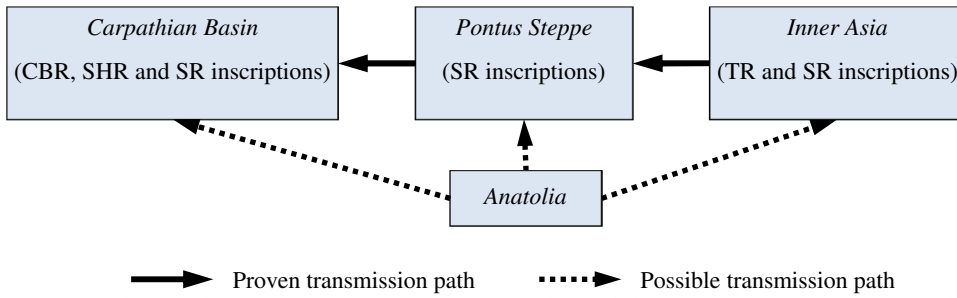 Carpathian Basin
(CBR, SHR and SR inscriptions)
Pontus Steppe
(SR inscriptions)
Inner Asia
(TR and SR inscriptions)
Anatolia
Proven transmission path
Possible transmission path